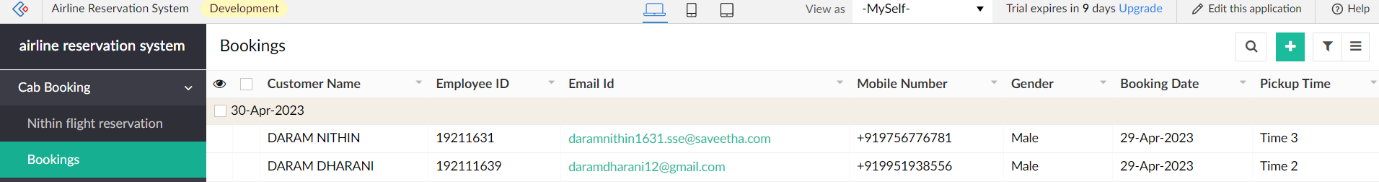 Airline Reservation System Development View as -MySelf- Trial expires in 9 days Upgrade Edit this application Help
airline reservation system Bookings
Cab Booking Customer Name Employee ID Email Id Mobile Number Gender Booking Date Pickup Time
30-Apr-2023
Nithin flight reservation
DARAM NITHIN 19211631 daramnithin1631.sse@saveetha.com +919756776781 Male 29-Apr-2023 Time 3
Bookings
DARAM DHARANI 192111639 daramdharani12@gmail.com +919951938556 Male 29-Apr-2023 Time 2